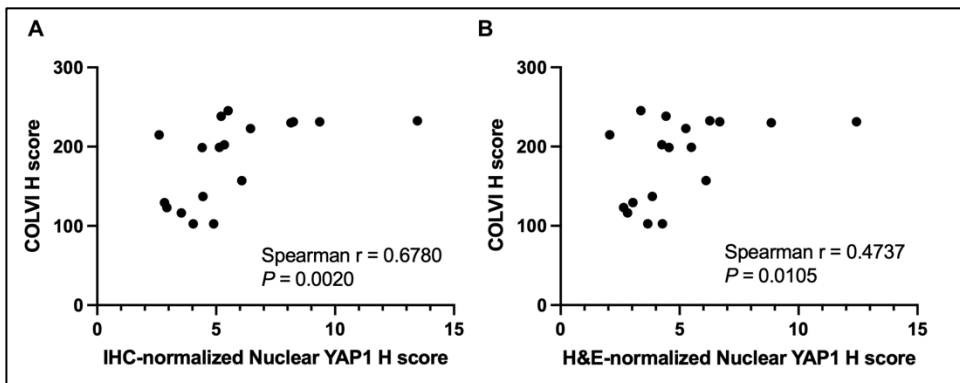 A
300
200
100
0
COLVI H score
Spearman r = 0.6780
P = 0.0020
0 5 10 15
IHC-normalized Nuclear YAP1 H score
B
300
200
100
0
COLVI H score
Spearman r = 0.4737
P = 0.0105
0 5 10 15
H&E-normalized Nuclear YAP1 H score